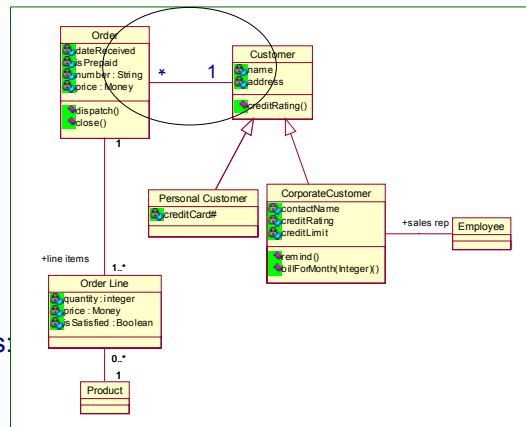 Order
dateReceived
isPrepaid
number : String
price : Money
dispatch()
close()
* 1
Customer
name
address
creditRating()
1
Personal Customer
creditCard#
CorporateCustomer
contactName
creditRating
creditLimit
remind()
billForMonth(Integer)()
+sales rep
Employee
+line items
1..*
Order Line
quantity : integer
price : Money
isSatisfied : Boolean
s:
0..*
1
Product